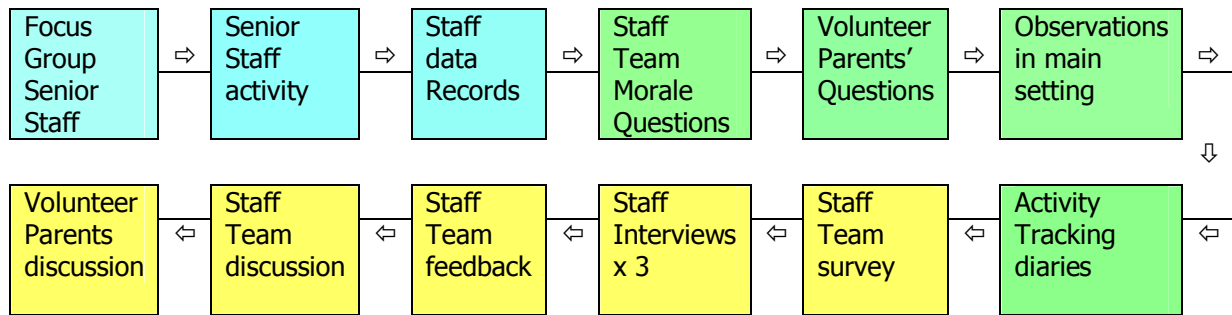 Focus
Group
Senior
Staff
Senior
Staff
activity
Staff
data
Records
Staff
Team
Morale
Questions
Volunteer
Parents’
Questions
Observations
in main
setting
Volunteer
Parents
discussion
Staff
Team
discussion
Staff
Team
feedback
Staff
Interviews
x 3
Staff
Team
survey
Activity
Tracking
diaries